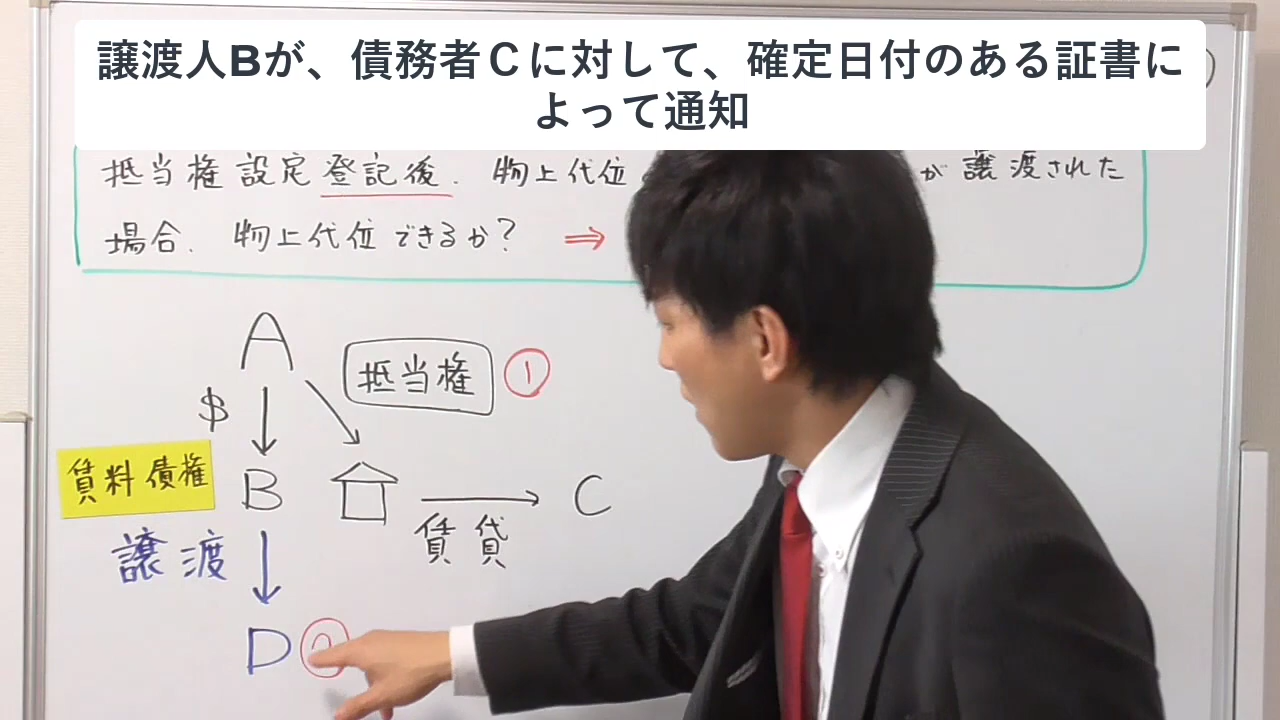 譲渡人Bが、債務者Ｃに対して、確定日付のある証書に
よって通知
抵当権設定登記後. 物上代位 が譲渡された
場合. 物上代位できるか? ⇒
A
抵当権 ①
$
賃料債権
B
C
賃貸
譲渡
D